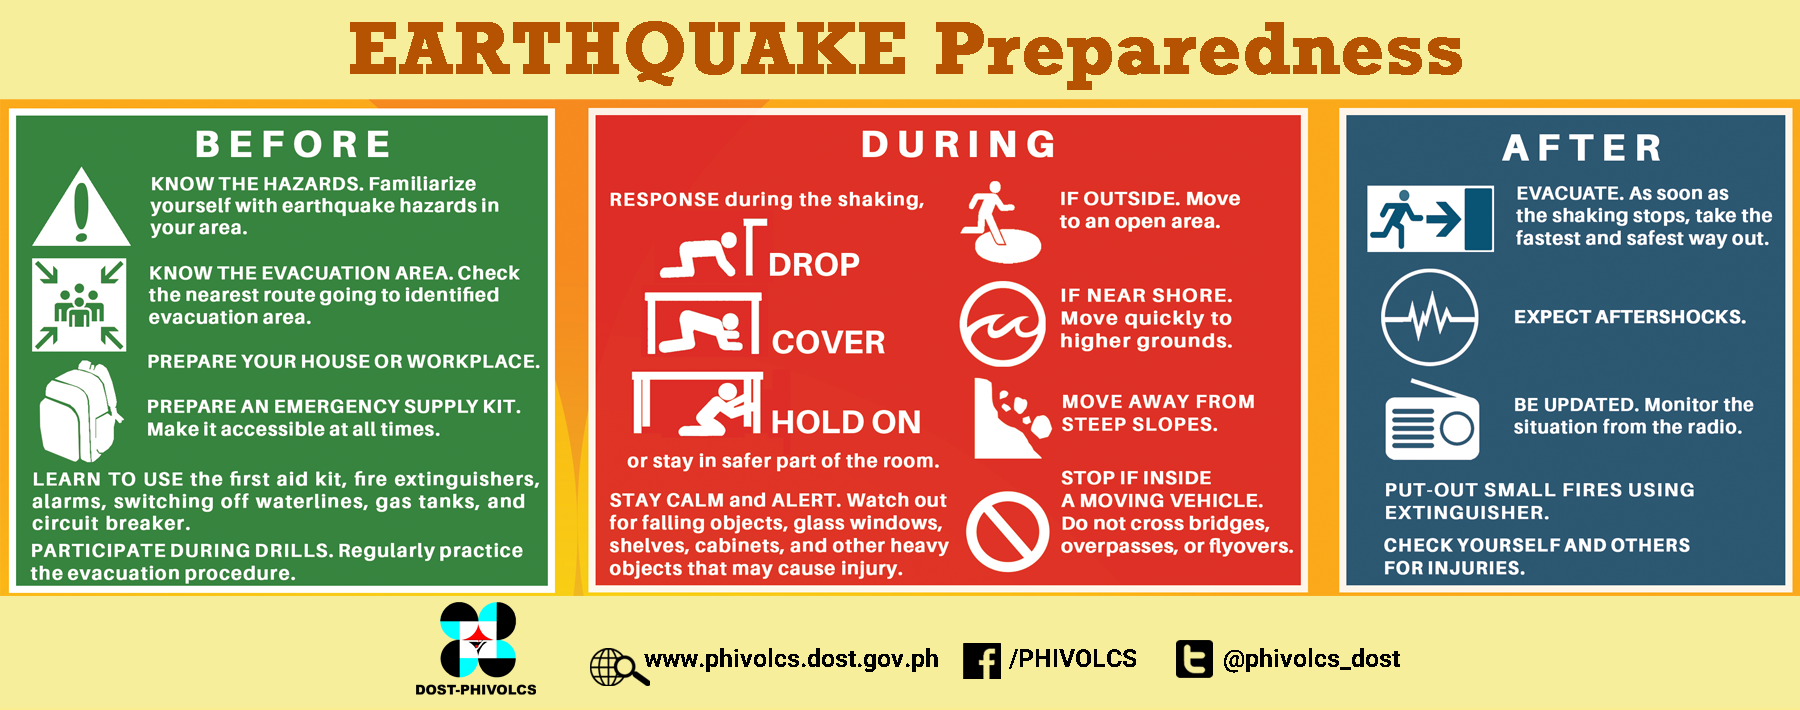 EARTHQUAKE Preparedness
BEFORE
KNOW THE HAZARDS. Familiarize
yourself with earthquake hazards in
your area.
KNOW THE EVACUATION AREA. Check
the nearest route going to identified
evacuation area.
PREPARE YOUR HOUSE OR WORKPLACE.
PREPARE AN EMERGENCY SUPPLY KIT.
Make it accessible at all times.
LEARN TO USE the first aid kit, fire extinguishers,
alarms, switching off waterlines, gas tanks, and
circuit breaker.
PARTICIPATE DURING DRILLS. Regularly practice
the evacuation procedure.
DURING
RESPONSE during the shaking,
DROP
COVER
HOLD ON
or stay in safer part of the room.
STAY CALM and ALERT. Watch out
for falling objects, glass windows,
shelves, cabinets, and other heavy
objects that may cause injury.
IF OUTSIDE. Move
to an open area.
IF NEAR SHORE.
Move quickly to
higher grounds.
MOVE AWAY FROM
STEEP SLOPES.
STOP IF INSIDE
A MOVING VEHICLE.
Do not cross bridges,
overpasses, or flyovers.
AFTER
EVACUATE. As soon as
the shaking stops, take the
fastest and safest way out.
EXPECT AFTERSHOCKS.
BE UPDATED. Monitor the
situation from the radio.
PUT-OUT SMALL FIRES USING
EXTINGUISHER.
CHECK YOURSELF AND OTHERS
FOR INJURIES.
DOST-PHIVOLCS
www.phivolcs.dost.gov.ph
/PHIVOLCS
@phivolcs_dost